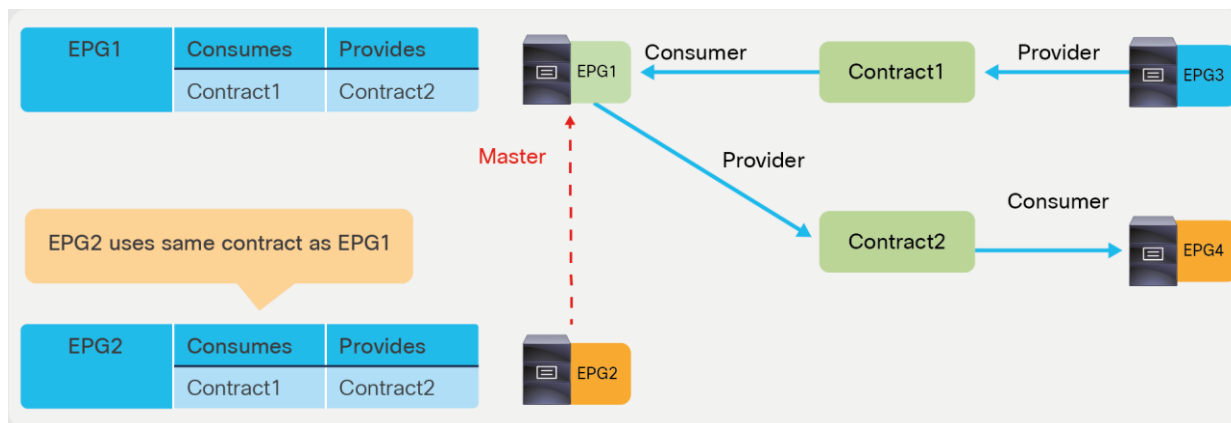 EPG1 Consumes Provides
Contract1 Contract2
EPG1
Consumer
Contract1
Provider
EPG3
Master
Provider
Consumer
Contract2
EPG4
EPG2 uses same contract as EPG1
EPG2 Consumes Provides
Contract1 Contract2
EPG2